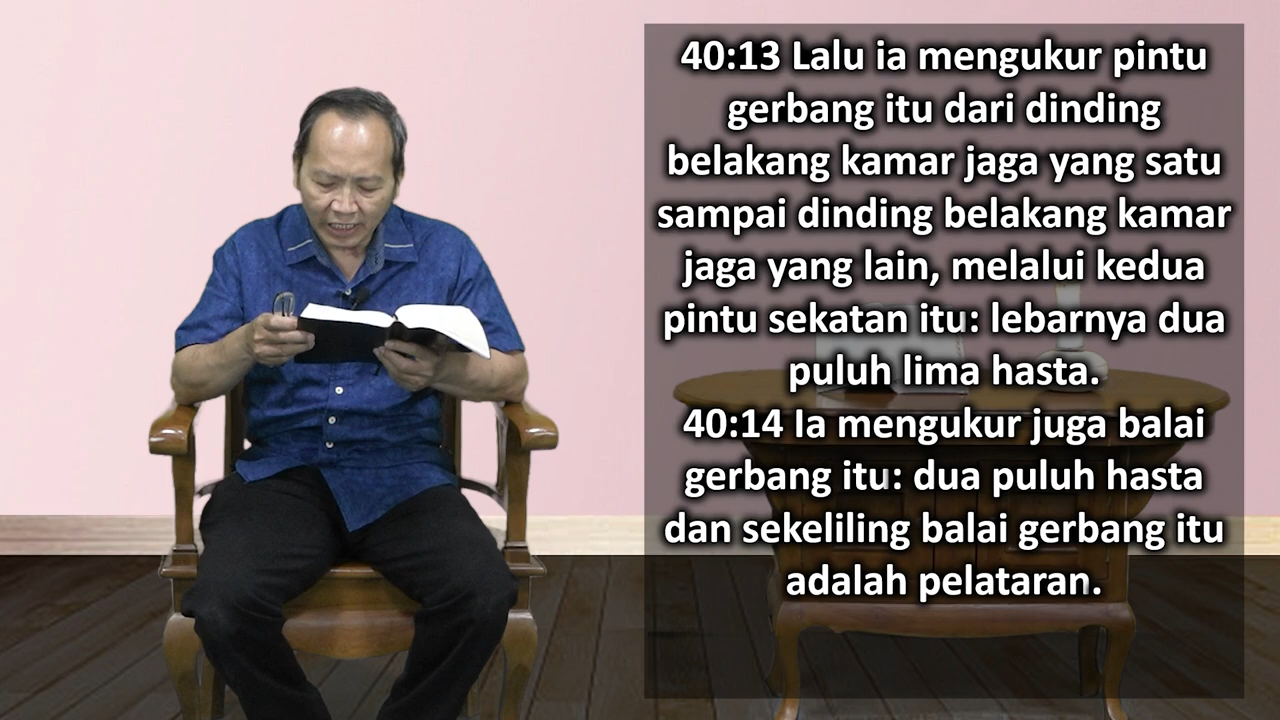 40:13 Lalu ia mengukur pintu
gerbang itu dari dinding
belakang kamar jaga yang satu
sampai dinding belakang kamar
jaga yang lain, melalui kedua
pintu sekatan itu: lebarnya dua
puluh lima hasta.
40:14 Ia mengukur juga balai
gerbang itu: dua puluh hasta
dan sekeliling balai gerbang itu
adalah pelataran.